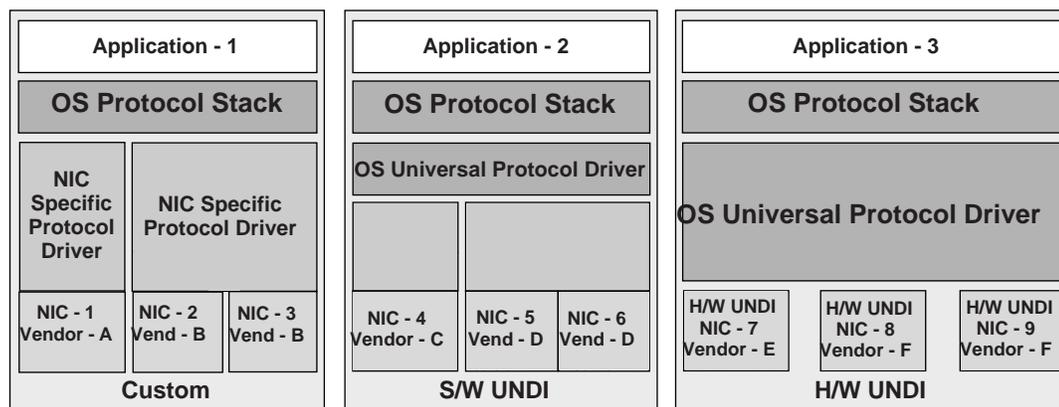 Application - 1
OS Protocol Stack
NIC
Specific
Protocol
Driver
NIC Specific
Protocol Driver
NIC - 1
Vendor - A
NIC - 2
Vend - B
NIC - 3
Vend - B
Custom
Application - 2
OS Protocol Stack
OS Universal Protocol Driver
NIC - 4
Vendor - C
NIC - 5
Vend - D
NIC - 6
Vend - D
S/W UNDI
Application - 3
OS Protocol Stack
OS Universal Protocol Driver
H/W UNDI
NIC - 7
Vendor - E
H/W UNDI
NIC - 8
Vendor - F
H/W UNDI
NIC - 9
Vendor - F
H/W UNDI